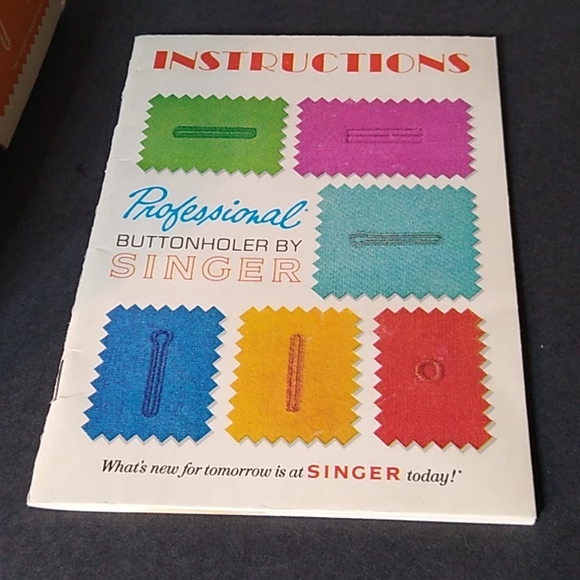 INSTRUCTIONS
Professional
BUTTONHOLER BY
SINGER
What's new for tomorrow is at SINGER today!*